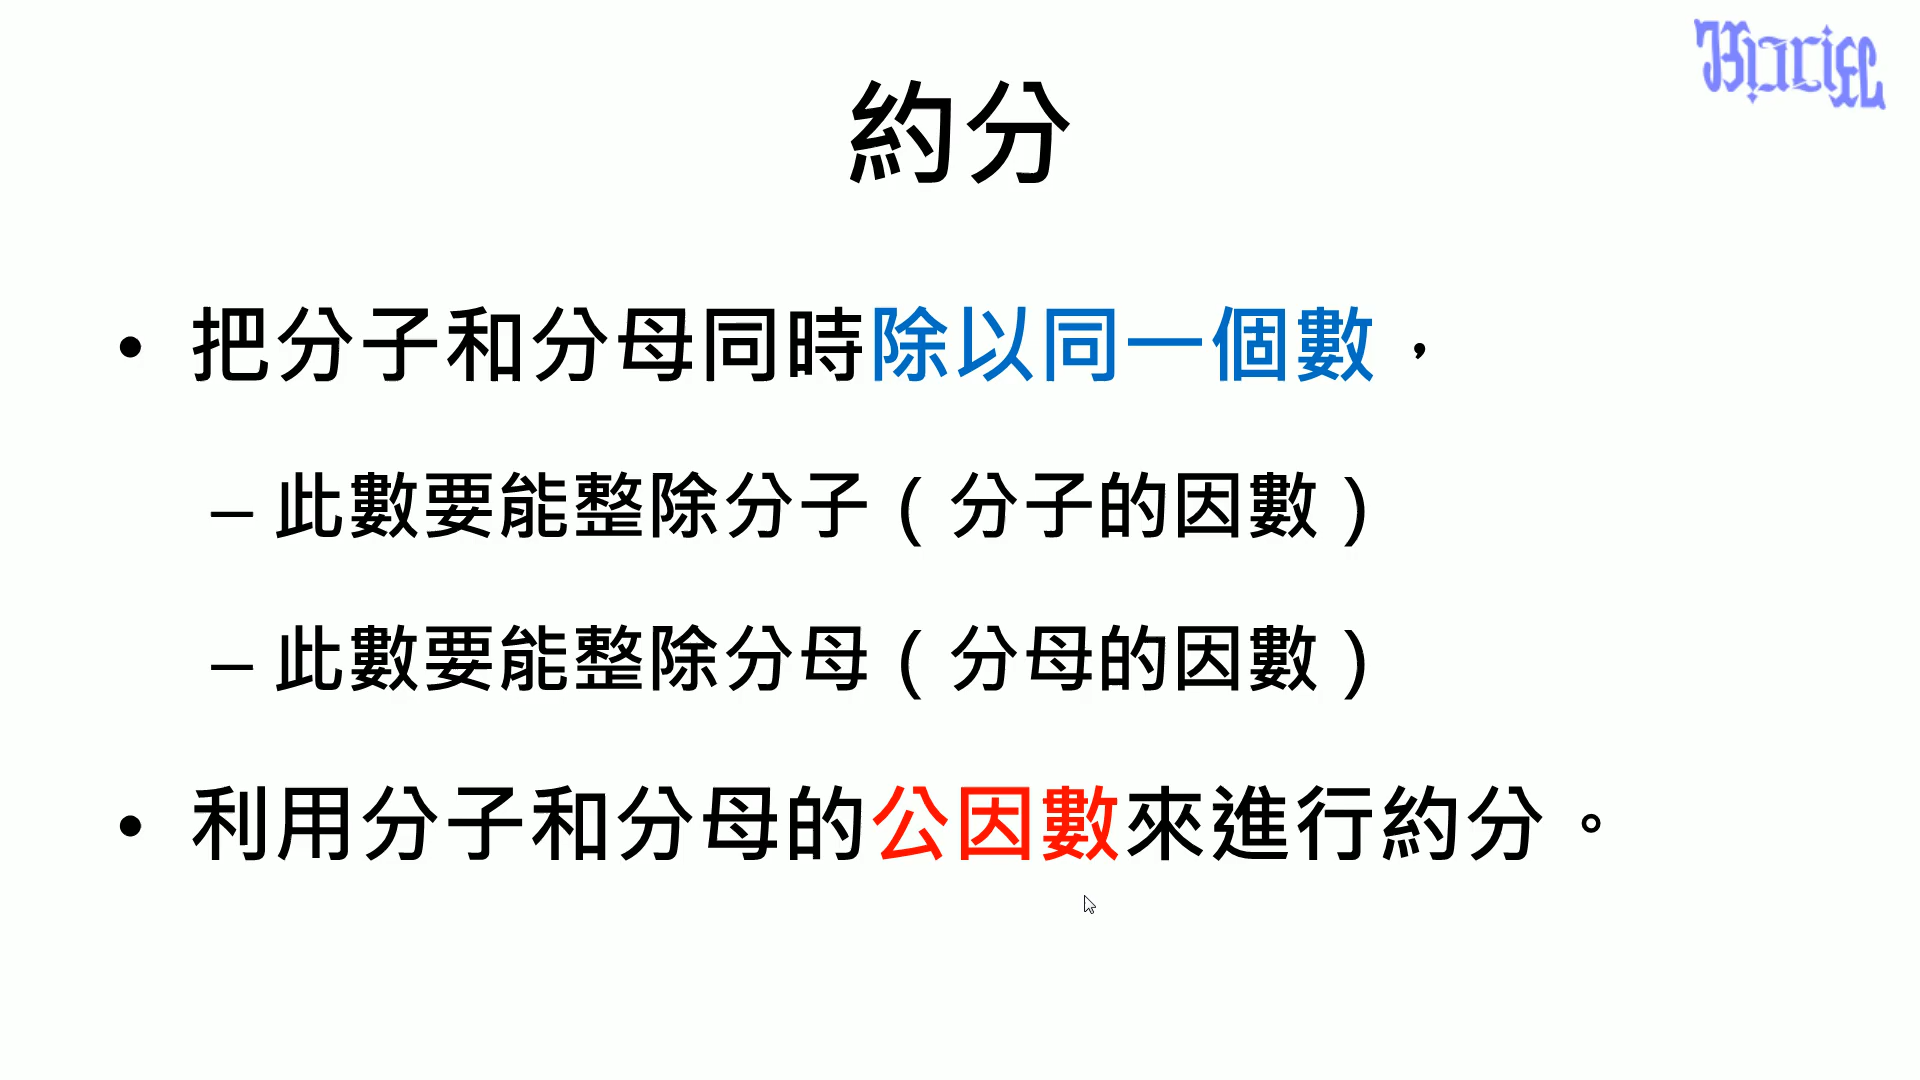 約分
• 把分子和分母同時除以同一個數，
– 此數要能整除分子（分子的因數）
– 此數要能整除分母（分母的因數）
• 利用分子和分母的公因數來進行約分。